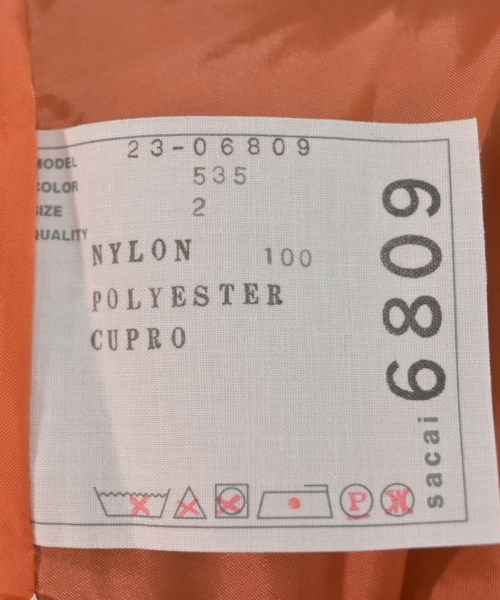 MODEL 23-06809
COLOR 535
SIZE 2
QUALITY
NYLON 100
POLYESTER
CUPRO
sacai 6809
P